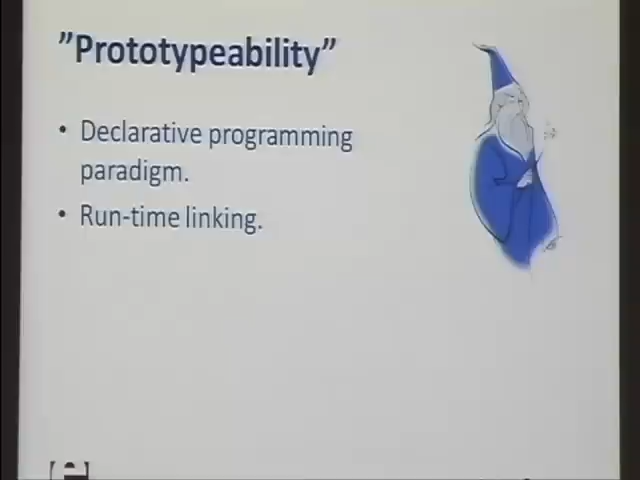 ”Prototypeability”
• Declarative programming
paradigm.
• Run-time linking.
[e]